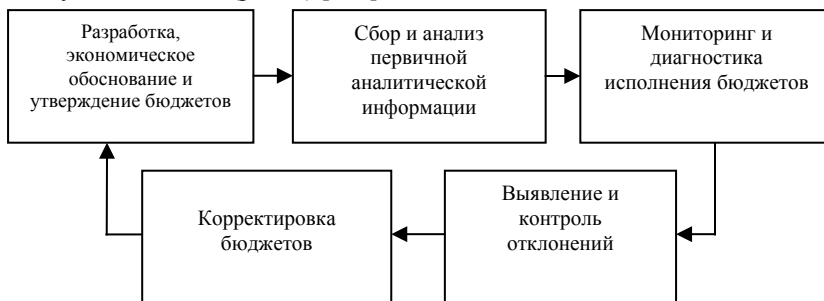 Разработка,
экономическое
обоснование и
утверждение бюджетов
Сбор и анализ
первичной
аналитической
информации
Мониторинг и
диагностика
исполнения бюджетов
Выявление и
контроль
отклонений
Корректировка
бюджетов